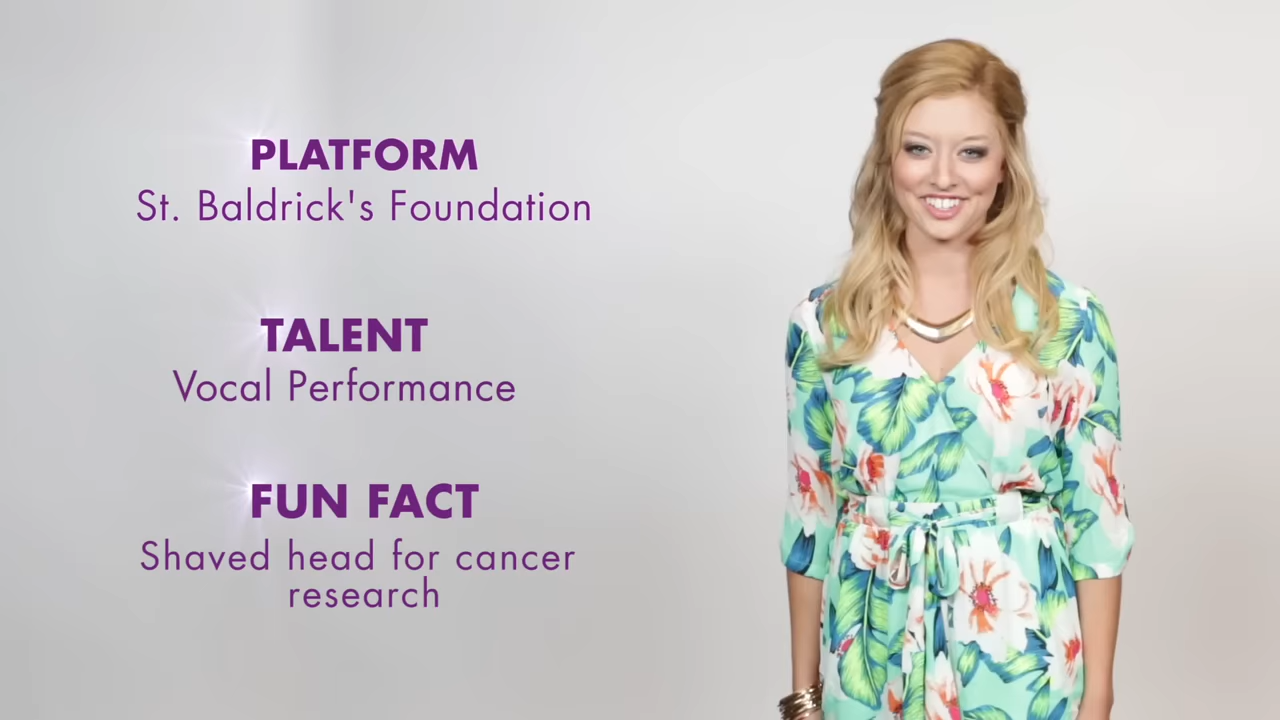 PLATFORM
St. Baldrick's Foundation
TALENT
Vocal Performance
FUN FACT
Shaved head for cancer
research